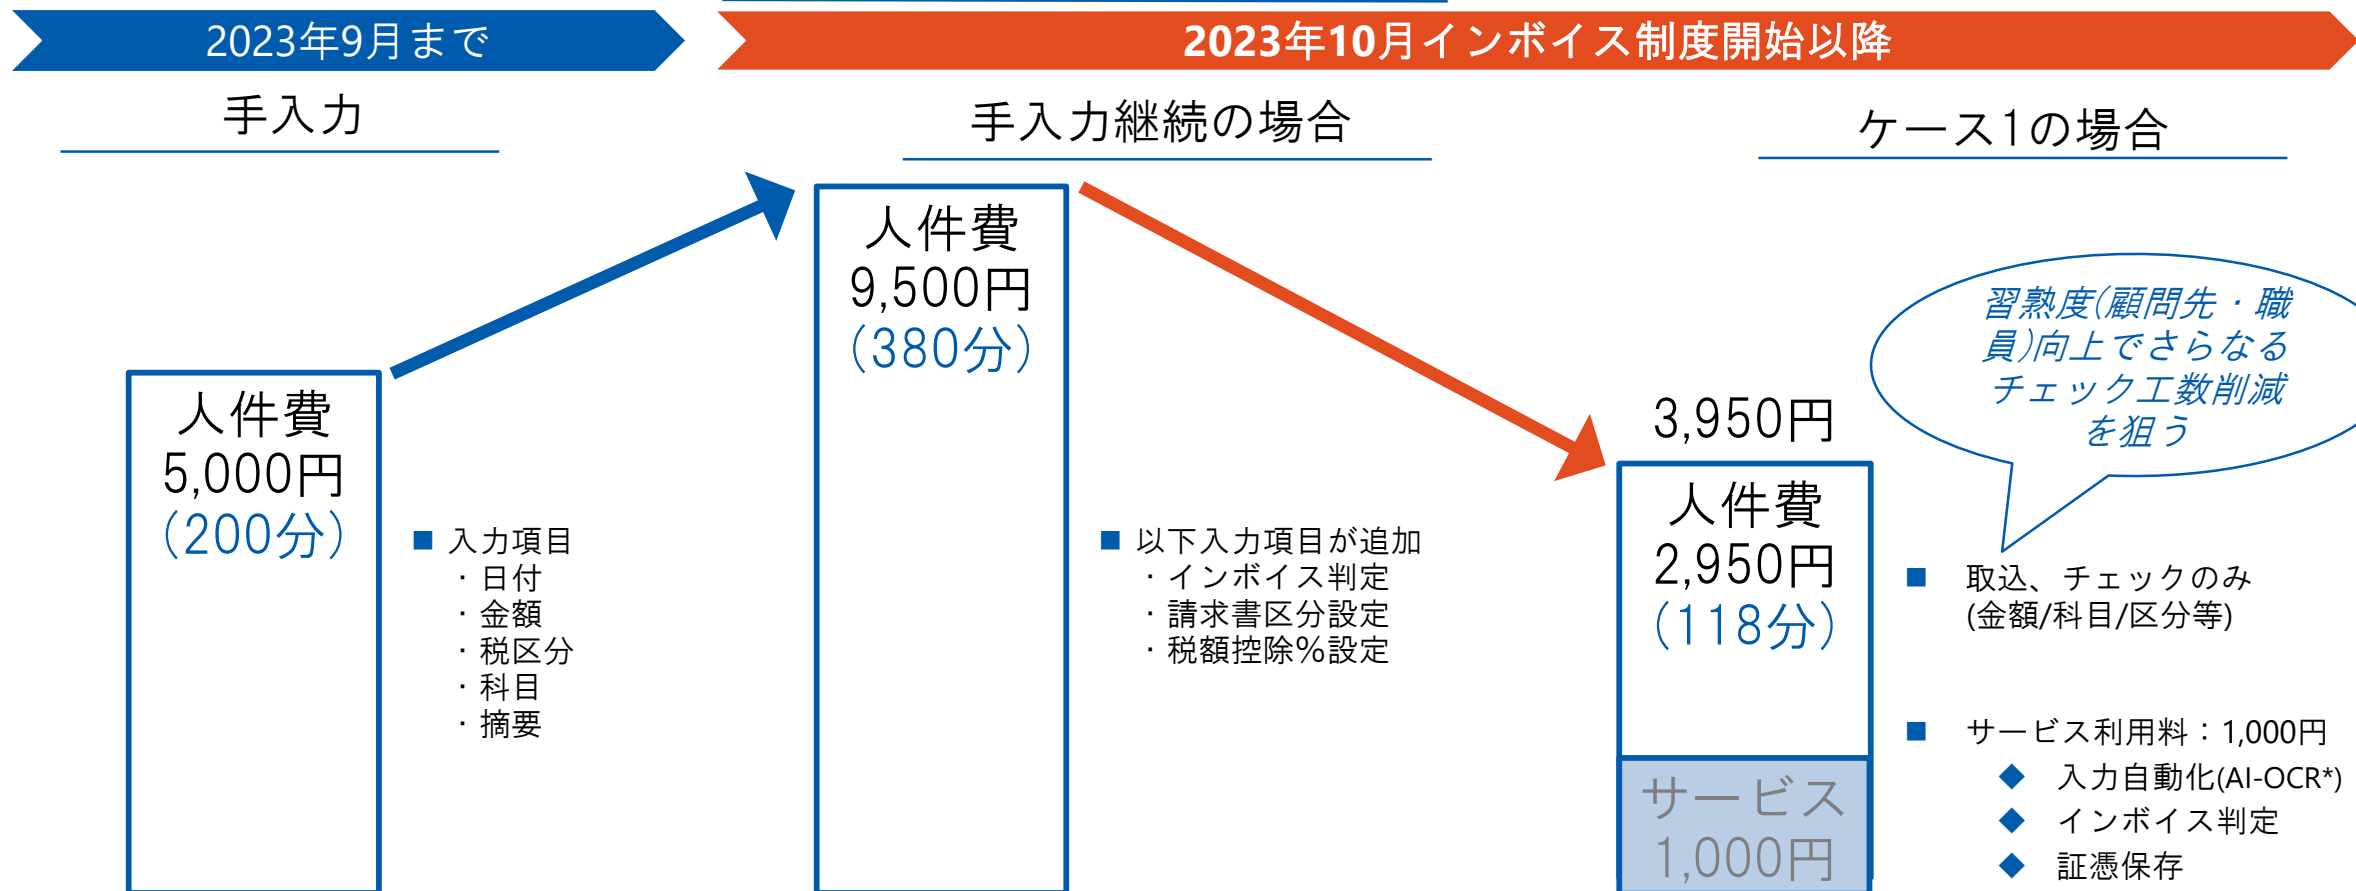 2023年9月まで
2023年10月インボイス制度開始以降
手入力
手入力継続の場合
ケース1の場合
人件費
5,000円
(200分)
■ 入力項目
・日付
・金額
・税区分
・科目
・摘要
人件費
9,500円
(380分)
■ 以下入力項目が追加
・インボイス判定
・請求書区分設定
・税額控除%設定
3,950円
人件費
2,950円
(118分)
サービス
1,000円
習熟度(顧問先・職
員)向上でさらなる
チェック工数削減
を狙う
■ 取込、チェックのみ
(金額/科目/区分等)
■ サービス利用料：1,000円
◆ 入力自動化(AI-OCR*)
◆ インボイス判定
◆ 証憑保存